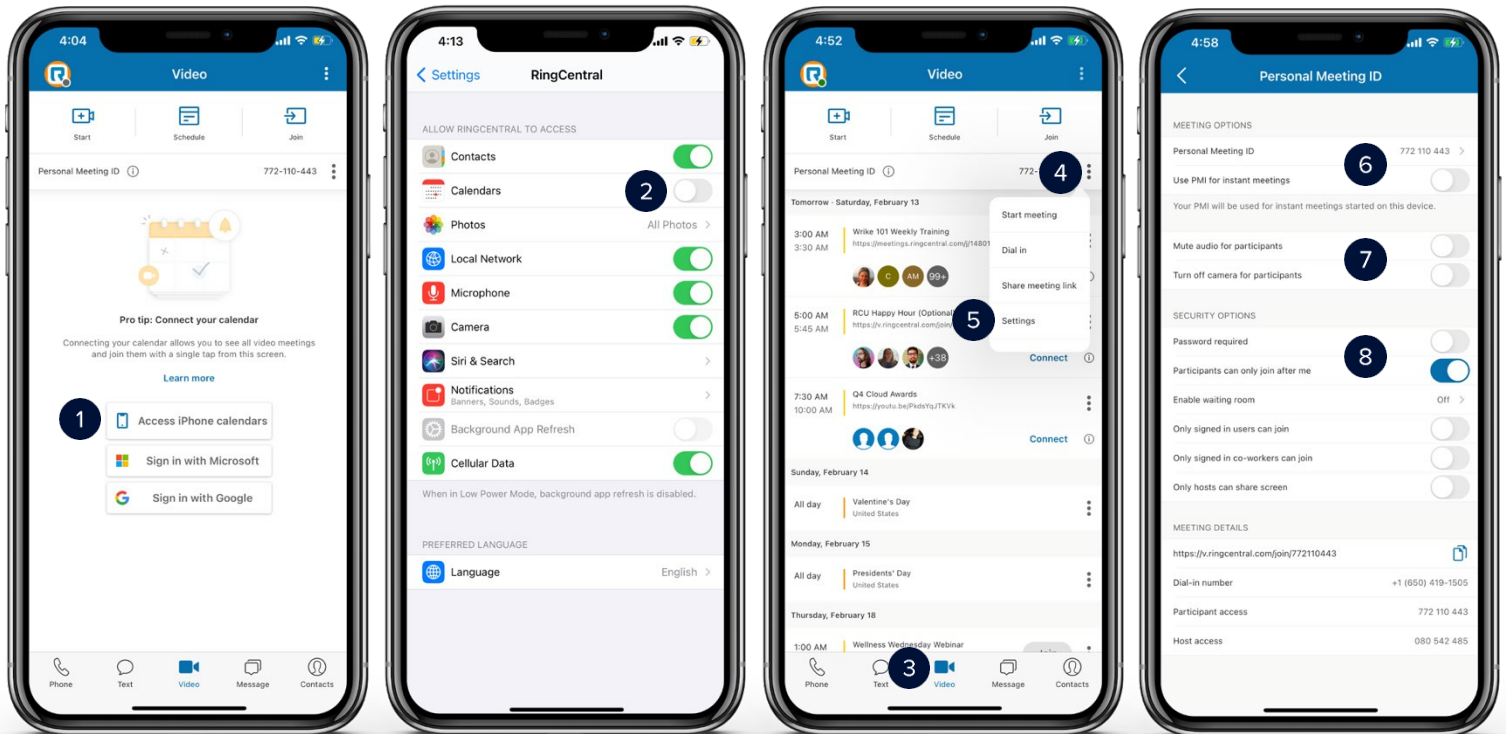 4:04
Video
Start
Schedule
Join
Personal Meeting ID
772-110-443
Pro tip: Connect your calendar
Connecting your calendar allows you to see all video meetings
and join them with a single tap from this screen.
Learn more
1
Access iPhone calendars
Sign in with Microsoft
Sign in with Google
Phone
Text
Video
Message
Contacts
4:13
Settings
RingCentral
ALLOW RINGCENTRAL TO ACCESS
Contacts
Calendars
2
Photos
All Photos
Local Network
Microphone
Camera
Siri & Search
Notifications
Banners, Sounds, Badges
Background App Refresh
Cellular Data
When in Low Power Mode, background app refresh is disabled.
PREFERRED LANGUAGE
Language
English
4:52
Video
Start
Schedule
Join
Personal Meeting ID
772-
4
Tomorrow · Saturday, February 13
Start meeting
Dial in
Share meeting link
5
Settings
3:00 AM
3:30 AM
Wrike 101 Weekly Training
https://meetings.ringcentral.com/j/14801
C
AM
99+
5:00 AM
5:45 AM
RCU Happy Hour (Optional
https://v.ringcentral.com/join/
+38
Connect
7:30 AM
10:00 AM
Q4 Cloud Awards
https://youtu.be/PkdsYqJTKVk
Connect
Sunday, February 14
All day
Valentine's Day
United States
Monday, February 15
All day
Presidents' Day
United States
Thursday, February 18
1:00 AM
Wellness Wednesday Webinar
Join
Phone
Text
3
Video
Message
Contacts
4:58
Personal Meeting ID
MEETING OPTIONS
Personal Meeting ID
772 110 443
6
Use PMI for instant meetings
Your PMI will be used for instant meetings started on this device.
Mute audio for participants
7
Turn off camera for participants
SECURITY OPTIONS
Password required
8
Participants can only join after me
Enable waiting room
Off
Only signed in users can join
Only signed in co-workers can join
Only hosts can share screen
MEETING DETAILS
https://v.ringcentral.com/join/772110443
Dial-in number
+1 (650) 419-1505
Participant access
772 110 443
Host access
080 542 485